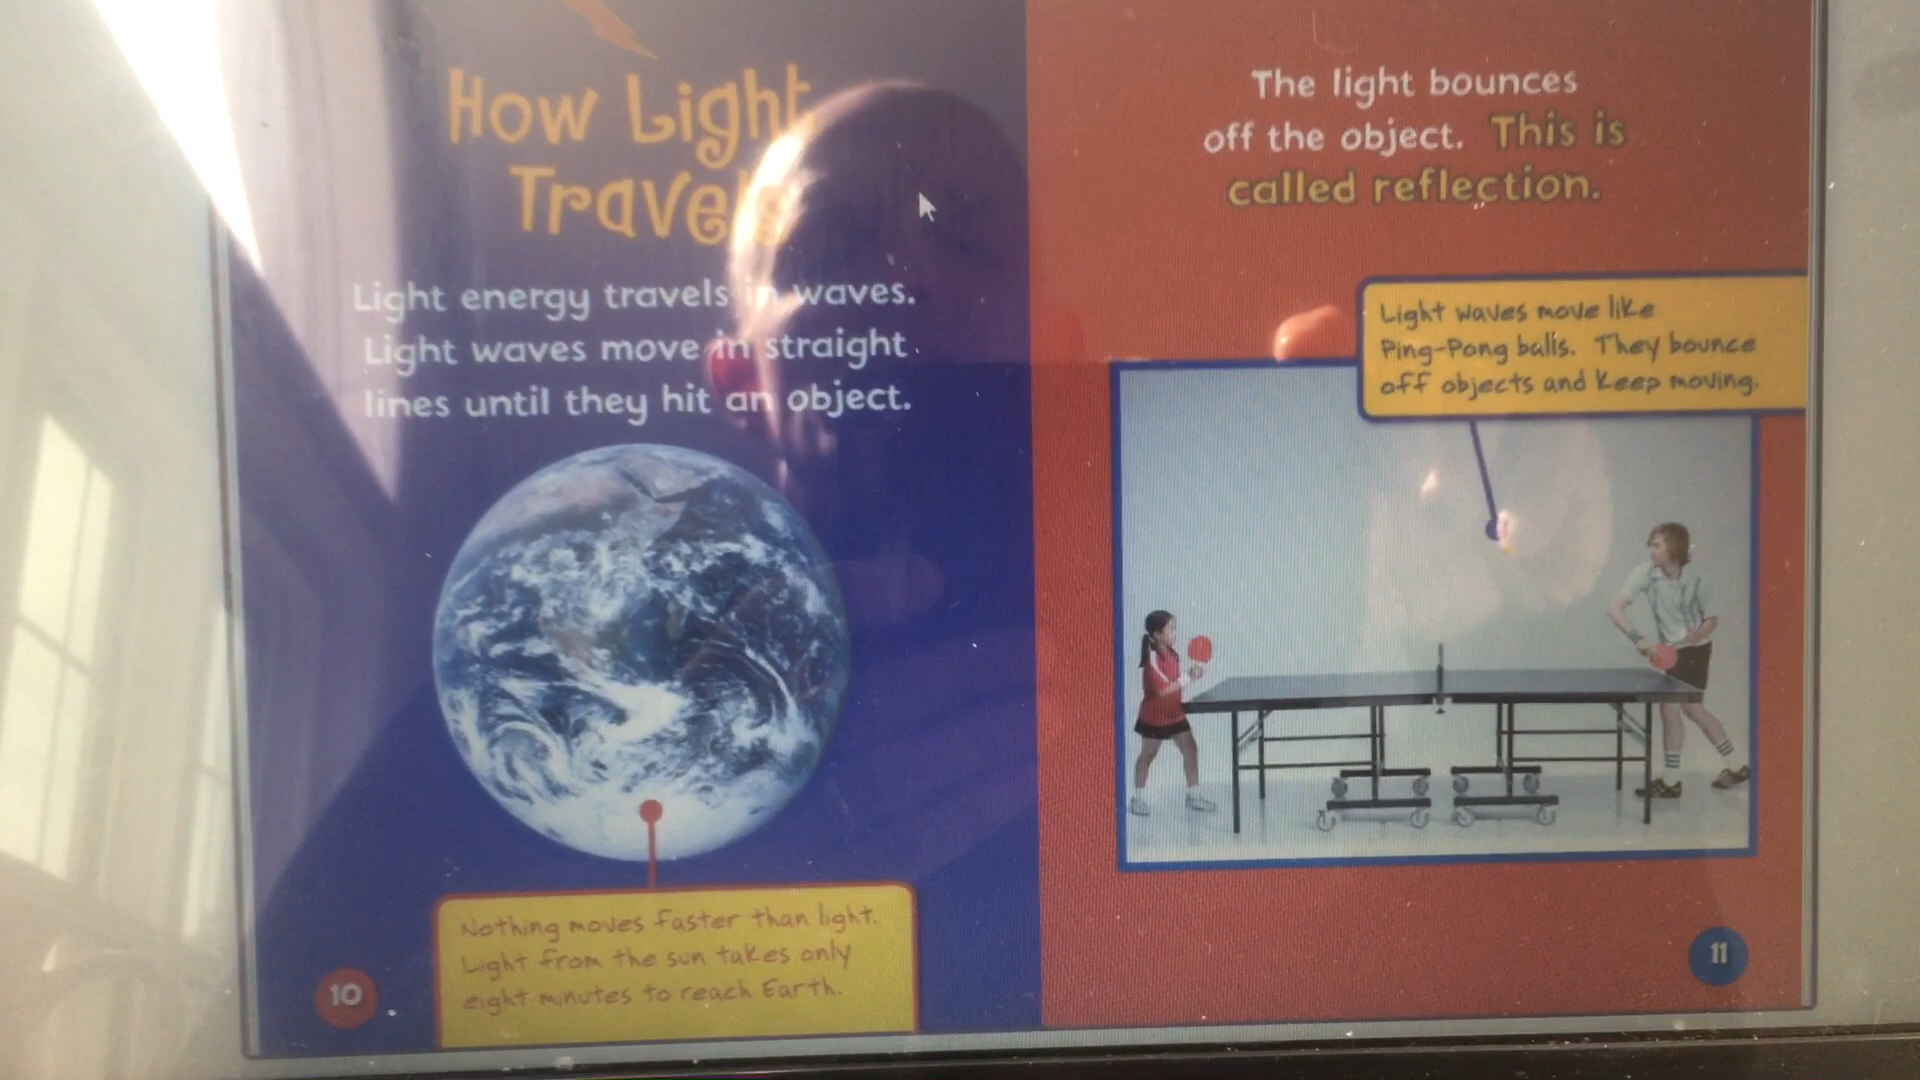 How Light
Travels
Light energy travels in waves.
Light waves move in straight
lines until they hit an object.
Nothing moves faster than light.
Light from the sun takes only
eight minutes to reach Earth.
10
The light bounces
off the object. This is
called reflection.
Light waves move like
Ping-Pong balls. They bounce
off objects and keep moving.
11